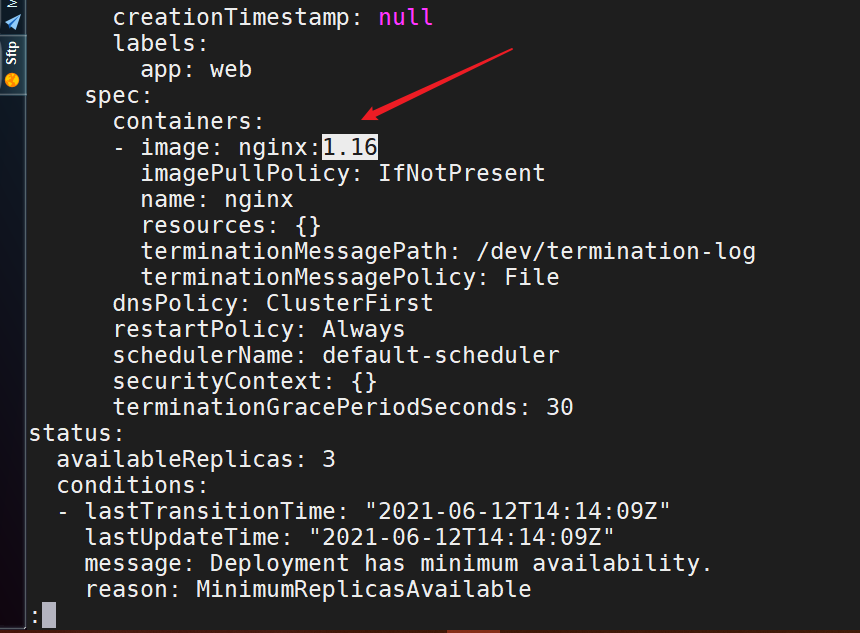 creationTimestamp: null
      labels:
        app: web
    spec:
      containers:
      - image: nginx:1.16
        imagePullPolicy: IfNotPresent
        name: nginx
        resources: {}
        terminationMessagePath: /dev/termination-log
        terminationMessagePolicy: File
      dnsPolicy: ClusterFirst
      restartPolicy: Always
      schedulerName: default-scheduler
      securityContext: {}
      terminationGracePeriodSeconds: 30
status:
  availableReplicas: 3
  conditions:
  - lastTransitionTime: "2021-06-12T14:14:09Z"
    lastUpdateTime: "2021-06-12T14:14:09Z"
    message: Deployment has minimum availability.
    reason: MinimumReplicasAvailable
:
Sftp